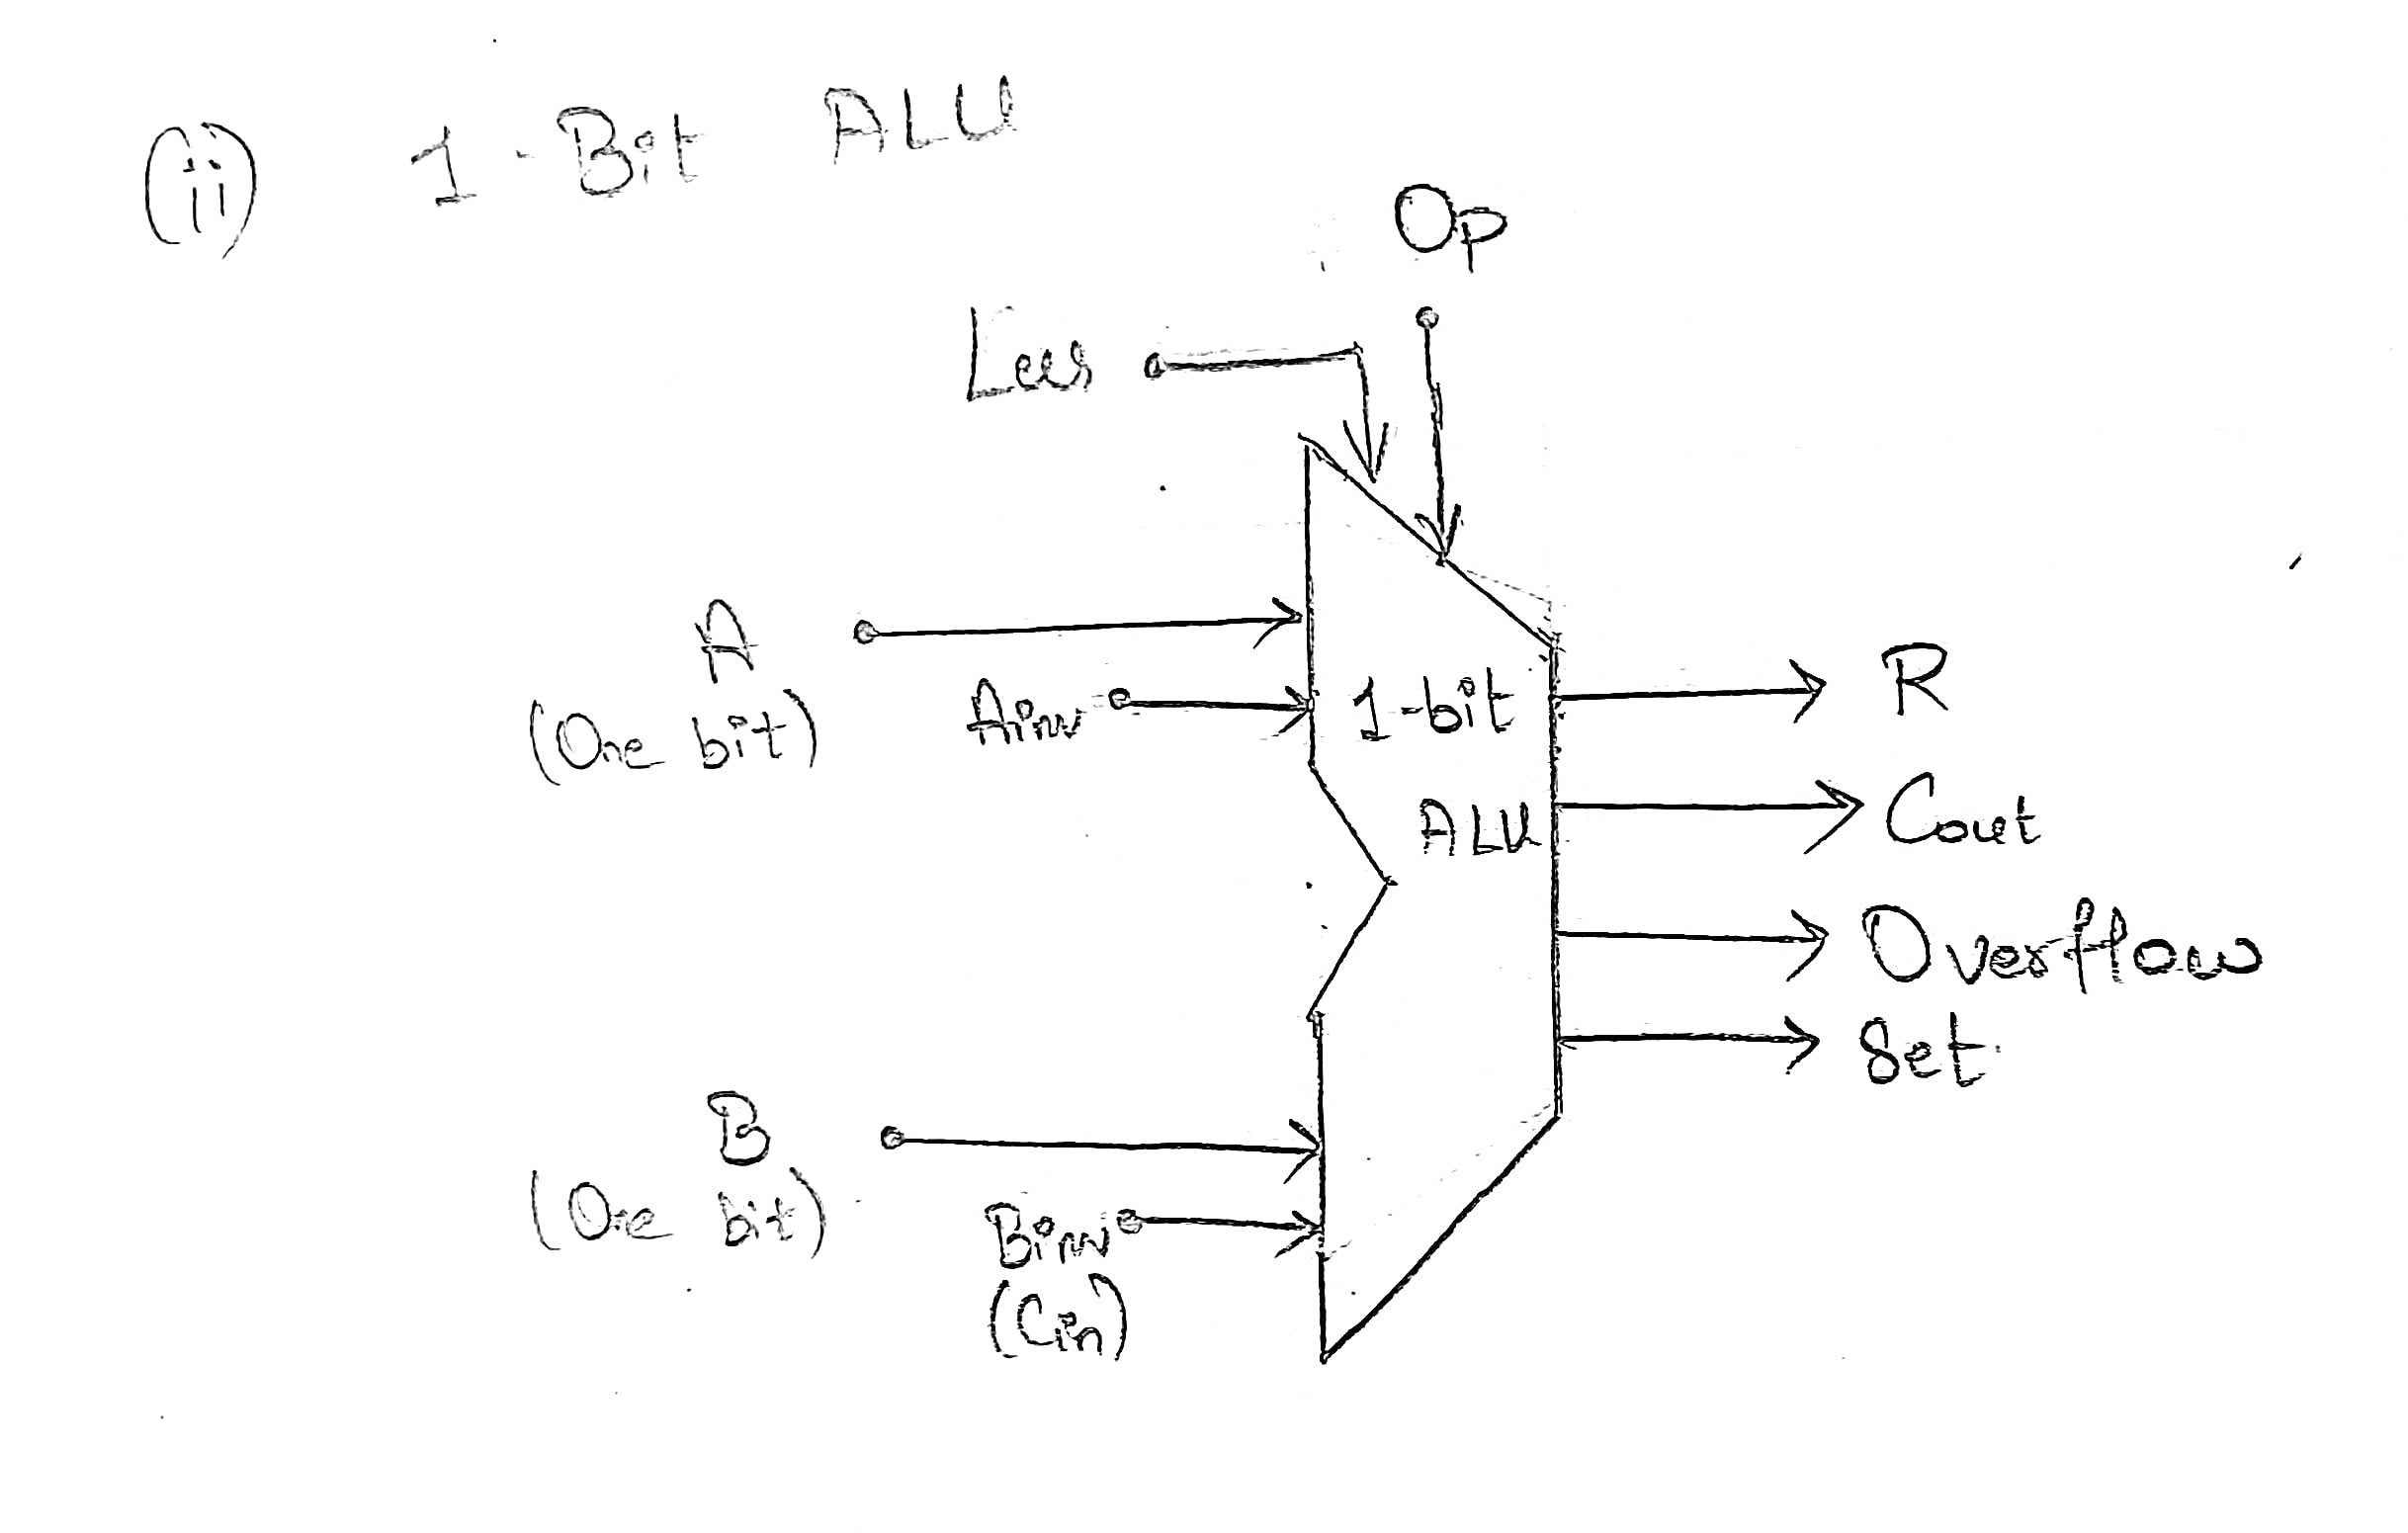 (ii) 1-Bit ALU
Op
Less
A
(One bit)
Ainv
1-bit
ALU
R
Cout
Overflow
Set
B
(One bit)
Binv
(Cin)